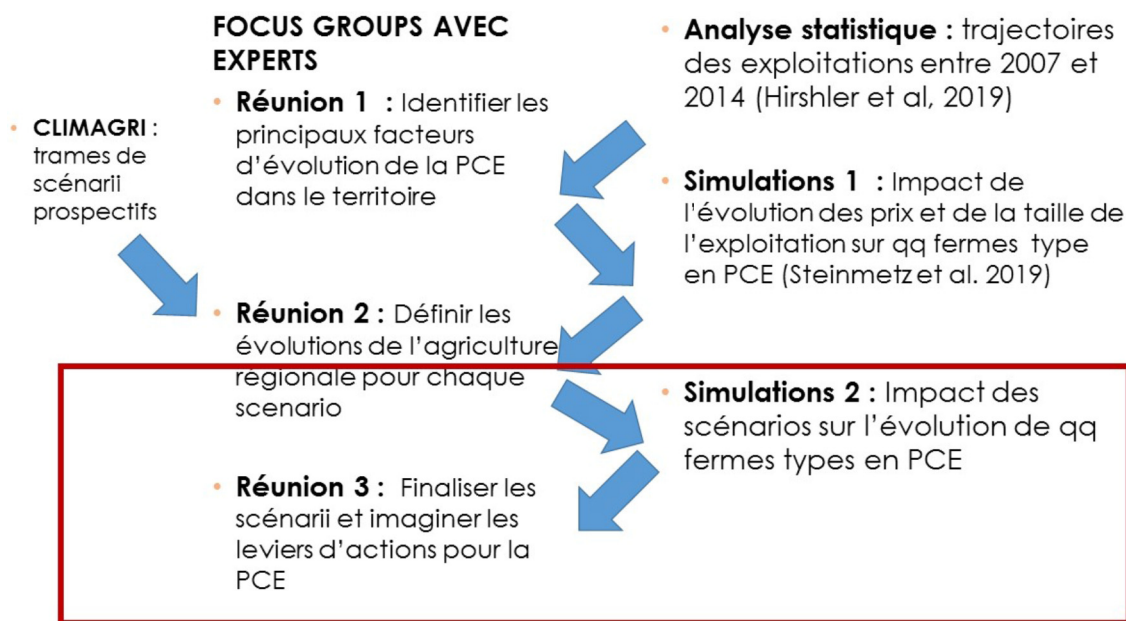 FOCUS GROUPS AVEC
EXPERTS
• Réunion 1 : Identifier les
principaux facteurs
d'évolution de la PCE
dans le territoire
• CLIMAGRI :
trames de
scénarii
prospectifs
• Réunion 2 : Définir les
évolutions de l'agriculture
régionale pour chaque
scenario
• Réunion 3 : Finaliser les
scénarii et imaginer les
leviers d'actions pour la
PCE
• Analyse statistique : trajectoires
des exploitations entre 2007 et
2014 (Hirshler et al, 2019)
• Simulations 1 : Impact de
l'évolution des prix et de la taille de
l'exploitation sur qq fermes type
en PCE (Steinmetz et al. 2019)
• Simulations 2 : Impact des
scénarios sur l'évolution de qq
fermes types en PCE